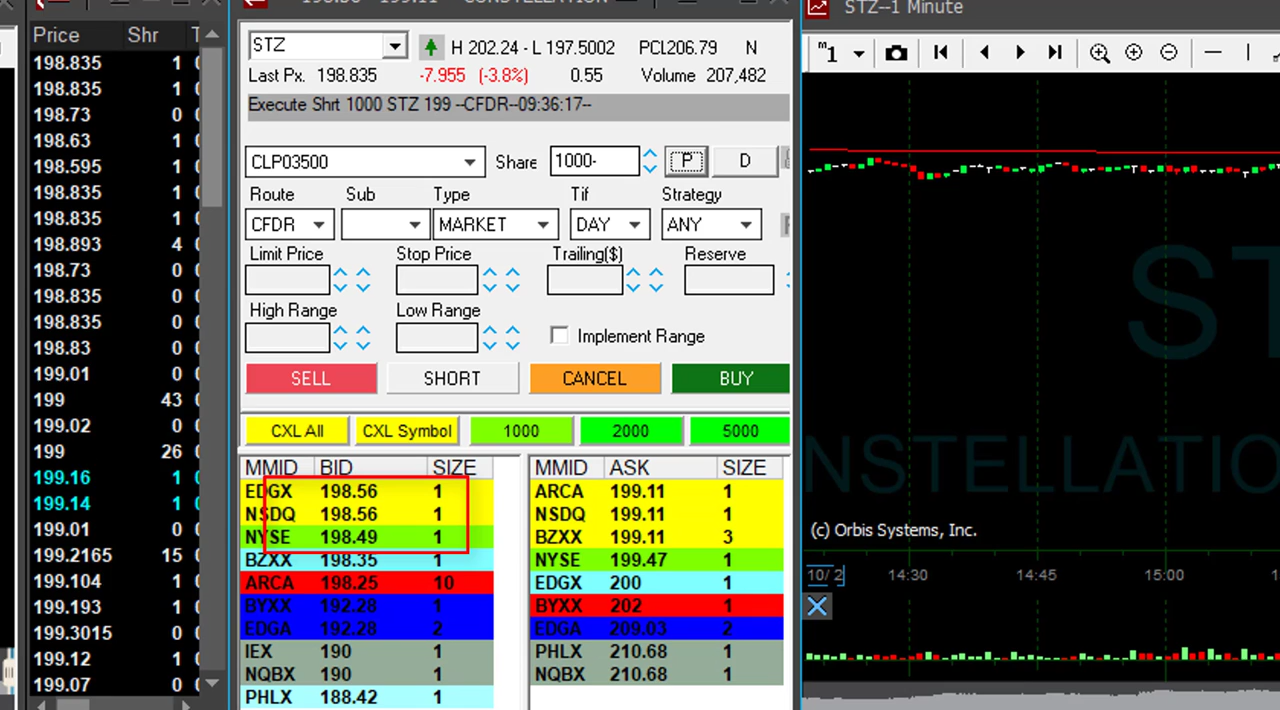 198.56 - 199.11 CONSTELLATION
STZ--1 Minute
Price Shr T
198.835 1
198.835 1
198.73 0
198.63 1
198.595 1
198.835 1
198.835 1
198.893 4
198.73 0
198.835 0
198.835 0
198.83 0
199.01 0
199 43
199.02 0
199 26
199.16 1
199.14 1
199.01 0
199.2165 15
199.104 1
199.193 1
199.3015 0
199.12 1
199.07 0
STZ H 202.24 - L 197.5002 PCL206.79 N
Last Px. 198.835 -7.955 (-3.8%) 0.55 Volume 207,482
Execute Shrt 1000 STZ 199 --CFDR--09:36:17--
CLP03500 Share 1000- P D
Route Sub Type Tif Strategy
CFDR MARKET DAY ANY
Limit Price Stop Price Trailing($) Reserve
High Range Low Range
Implement Range
SELL SHORT CANCEL BUY
CXL All CXL Symbol 1000 2000 5000
MMID BID SIZE
EDGX 198.56 1
NSDQ 198.56 1
NYSE 198.49 1
BZXX 198.35 1
ARCA 198.25 10
BYXX 192.28 1
EDGA 192.28 2
IEX 190 1
NQBX 190 1
PHLX 188.42 1
MMID ASK SIZE
ARCA 199.11 1
NSDQ 199.11 1
BZXX 199.11 3
NYSE 199.47 1
EDGX 200 1
BYXX 202 1
EDGA 209.03 2
PHLX 210.68 1
NQBX 210.68 1
m1
ST
NSTELLATIO
(c) Orbis Systems, Inc.
10/ 2 14:30 14:45 15:00